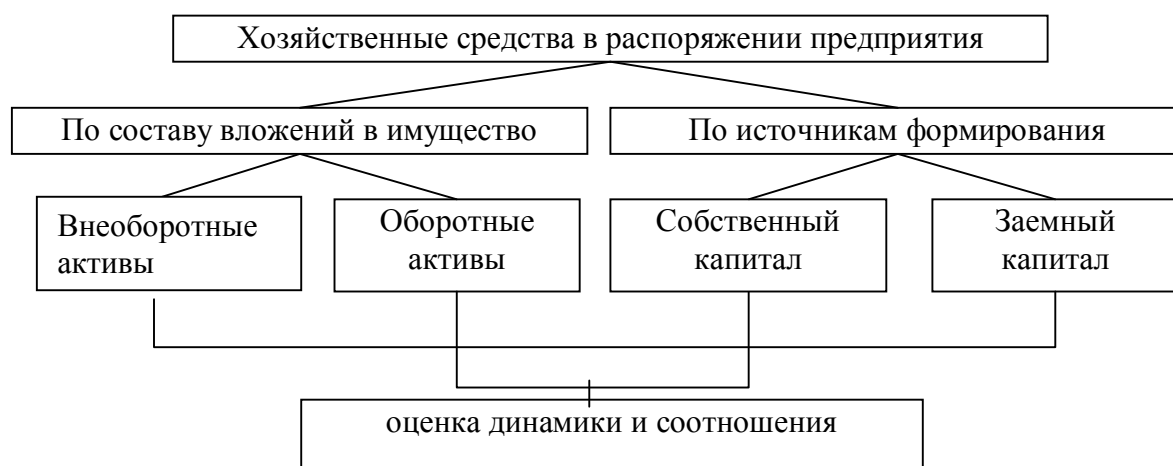 Хозяйственные средства в распоряжении предприятия
По составу вложений в имущество
По источникам формирования
Внеоборотные
активы
Оборотные
активы
Собственный
капитал
Заемный
капитал
оценка динамики и соотношения